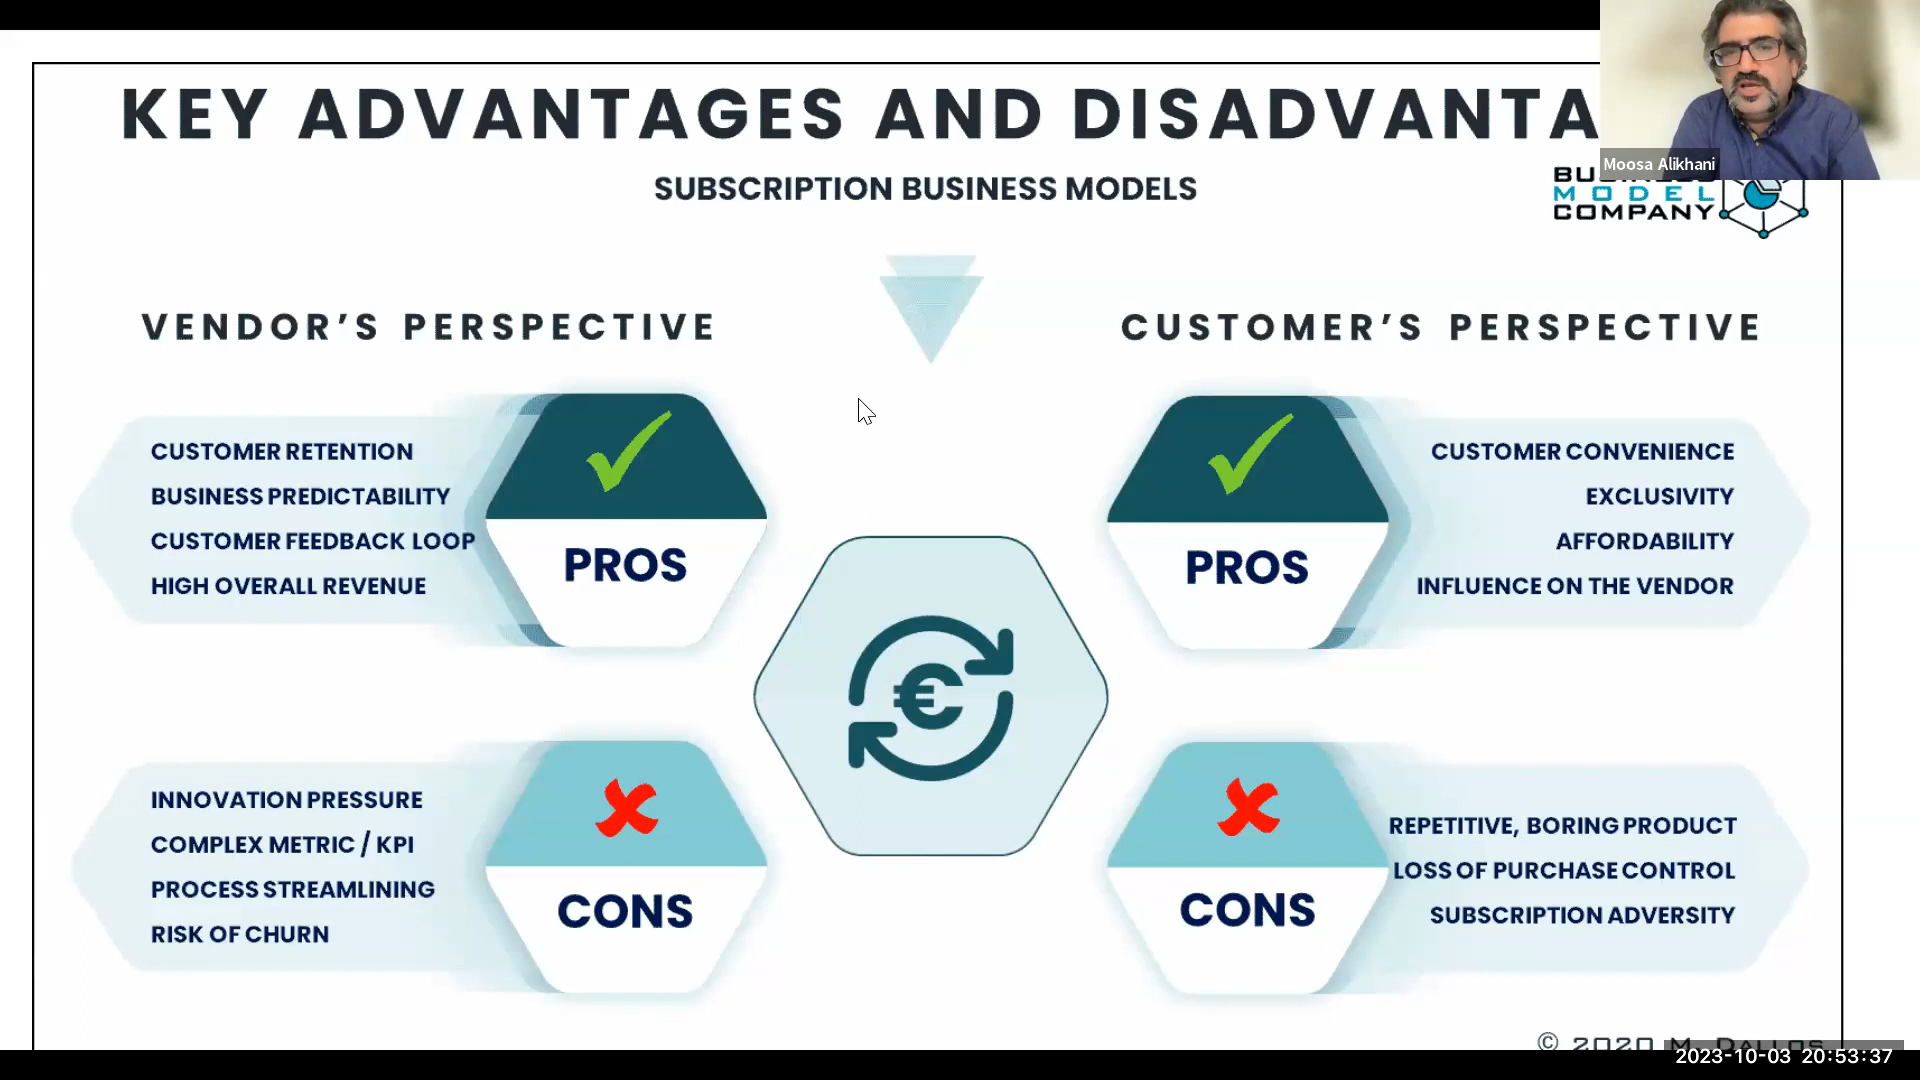 KEY ADVANTAGES AND DISADVANTA
Moosa Alikhani
SUBSCRIPTION BUSINESS MODELS
BUSINESS
MODEL
COMPANY
VENDOR’S PERSPECTIVE
CUSTOMER RETENTION
BUSINESS PREDICTABILITY
CUSTOMER FEEDBACK LOOP
HIGH OVERALL REVENUE
PROS
INNOVATION PRESSURE
COMPLEX METRIC / KPI
PROCESS STREAMLINING
RISK OF CHURN
CONS
CUSTOMER’S PERSPECTIVE
PROS
CUSTOMER CONVENIENCE
EXCLUSIVITY
AFFORDABILITY
INFLUENCE ON THE VENDOR
CONS
REPETITIVE, BORING PRODUCT
LOSS OF PURCHASE CONTROL
SUBSCRIPTION ADVERSITY
€
© 2020 M. DALLOS
2023-10-03 20:53:37